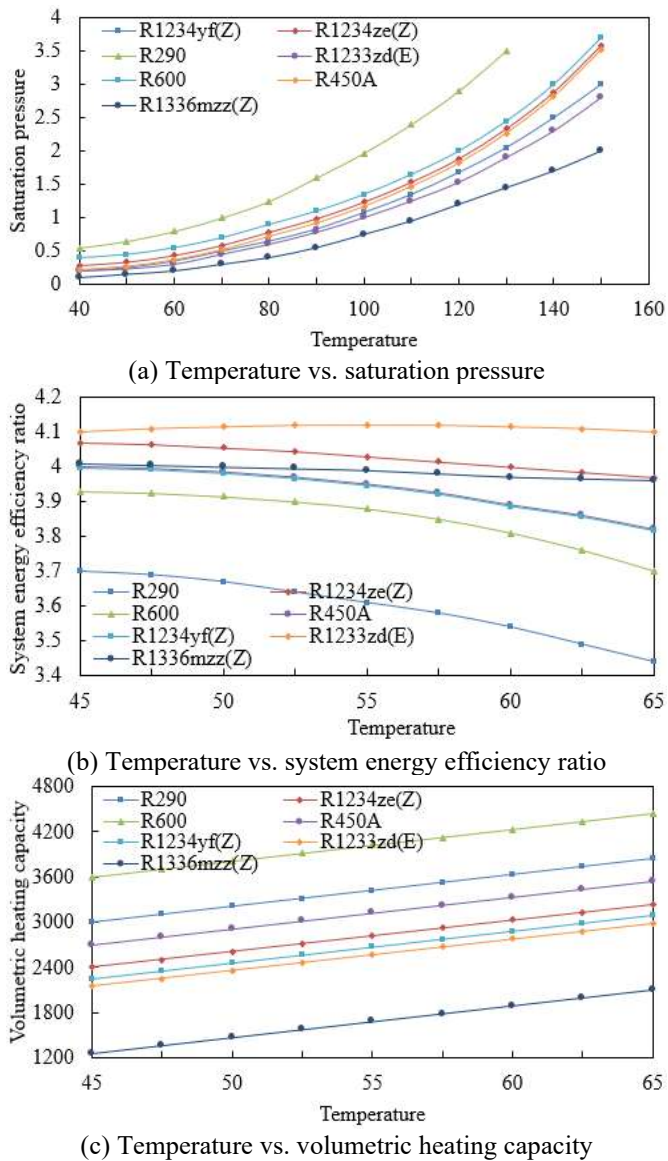 4
3.5
3
2.5
2
1.5
1
0.5
0
Saturation pressure
R1234yf(Z) R1234ze(Z)
R290 R1233zd(E)
R600 R450A
R1336mzz(Z)
40 60 80 100 120 140 160
Temperature
(a) Temperature vs. saturation pressure
4.2
4.1
4
3.9
3.8
3.7
3.6
3.5
3.4
System energy efficiency ratio
R290 R1234ze(Z)
R600 R450A
R1234yf(Z) R1233zd(E)
R1336mzz(Z)
45 50 55 60 65
Temperature
(b) Temperature vs. system energy efficiency ratio
4800
4200
3600
3000
2400
1800
1200
Volumetric heating capacity
R290 R1234ze(Z)
R600 R450A
R1234yf(Z) R1233zd(E)
R1336mzz(Z)
45 50 55 60 65
Temperature
(c) Temperature vs. volumetric heating capacity